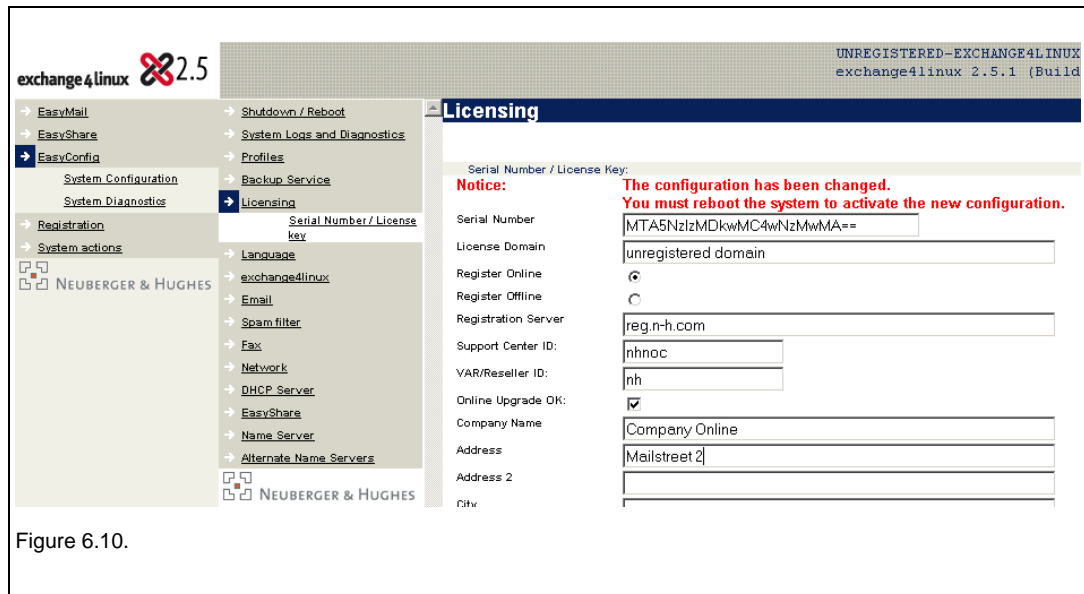 exchange4linux 2.5
UNREGISTERED-EXCHANGE4LINUX
exchange4linux 2.5.1 (Build
EasyMail
EasyShare
EasyConfig
System Configuration
System Diagnostics
Registration
System actions
NEUBERGER & HUGHES
Shutdown / Reboot
System Logs and Diagnostics
Profiles
Backup Service
Licensing
Serial Number / License
key
Language
exchange4linux
Email
Spam filter
Fax
Network
DHCP Server
EasyShare
Name Server
Alternate Name Servers
NEUBERGER & HUGHES
Licensing
Serial Number / License Key:
Notice: The configuration has been changed.
You must reboot the system to activate the new configuration.
Serial Number MTA5NzIzMDkwMC4wNzMwMA==
License Domain unregistered domain
Register Online
Register Offline
Registration Server reg.n-h.com
Support Center ID: nhnoc
VAR/Reseller ID: nh
Online Upgrade OK:
Company Name Company Online
Address Mailstreet 2
Address 2
City
Figure 6.10.